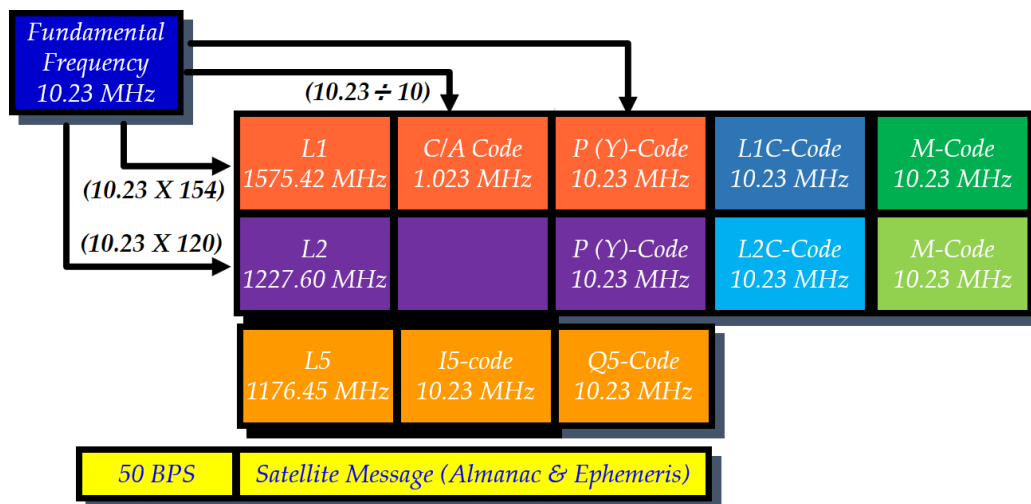 Fundamental
Frequency
10.23 MHz
(10.23 ÷ 10)
(10.23 X 154)
(10.23 X 120)
L1
1575.42 MHz
C/A Code
1.023 MHz
P (Y)-Code
10.23 MHz
L1C-Code
10.23 MHz
M-Code
10.23 MHz
L2
1227.60 MHz
P (Y)-Code
10.23 MHz
L2C-Code
10.23 MHz
M-Code
10.23 MHz
L5
1176.45 MHz
I5-code
10.23 MHz
Q5-Code
10.23 MHz
50 BPS
Satellite Message (Almanac & Ephemeris)